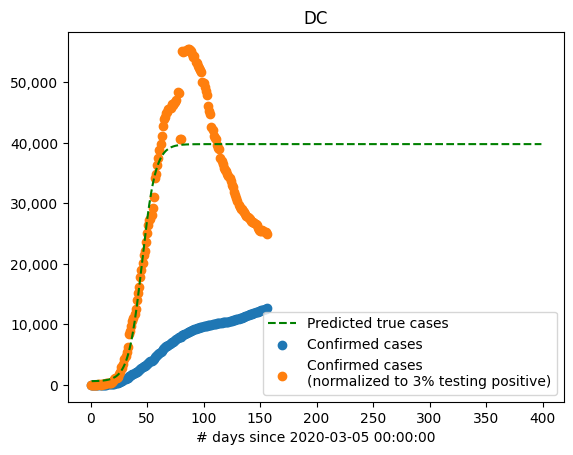 DC
50,000
40,000
30,000
20,000
10,000
0
Predicted true cases
Confirmed cases
Confirmed cases
(normalized to 3% testing positive)
0 50 100 150 200 250 300 350 400
# days since 2020-03-05 00:00:00